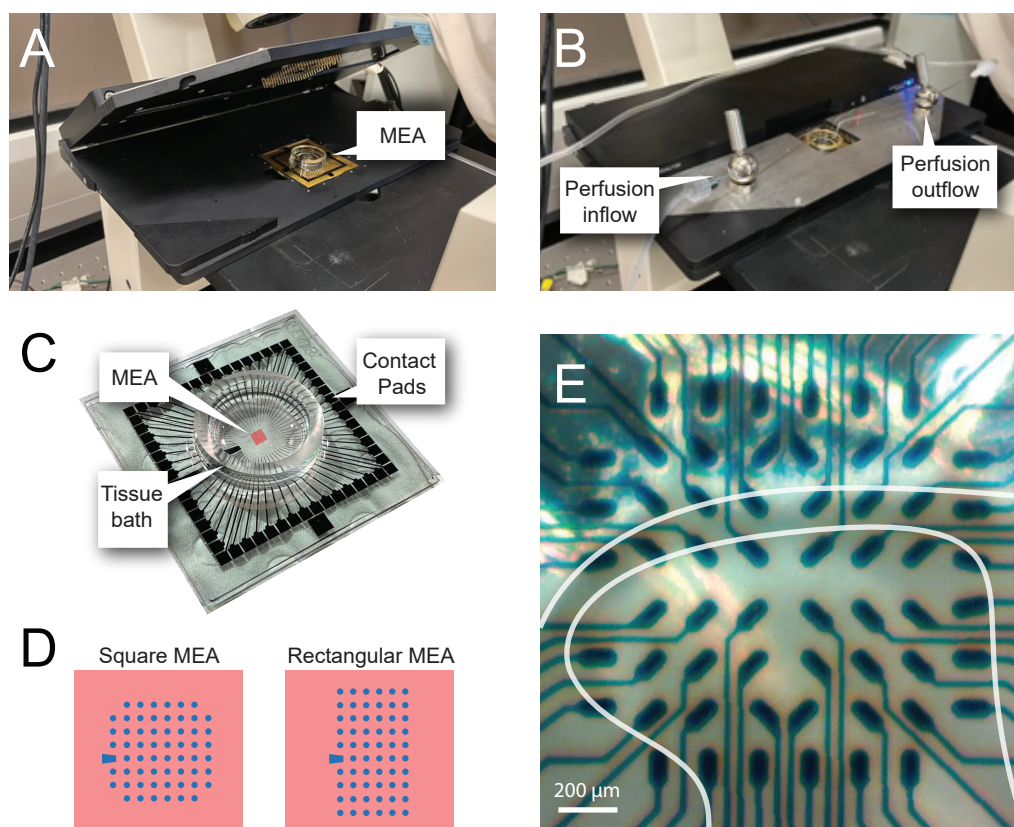 A
MEA
B
Perfusion
inflow
Perfusion
outflow
C
MEA
Contact
Pads
Tissue
bath
D
Square MEA
Rectangular MEA
E
200 μm